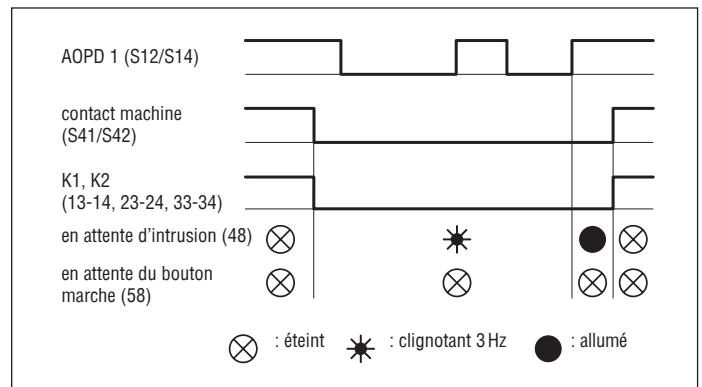 AOPD 1 (S12/S14)
contact machine
(S41/S42)
K1, K2
(13-14, 23-24, 33-34)
en attente d'intrusion (48)
en attente du bouton
marche (58)
: éteint : clignotant 3 Hz : allumé